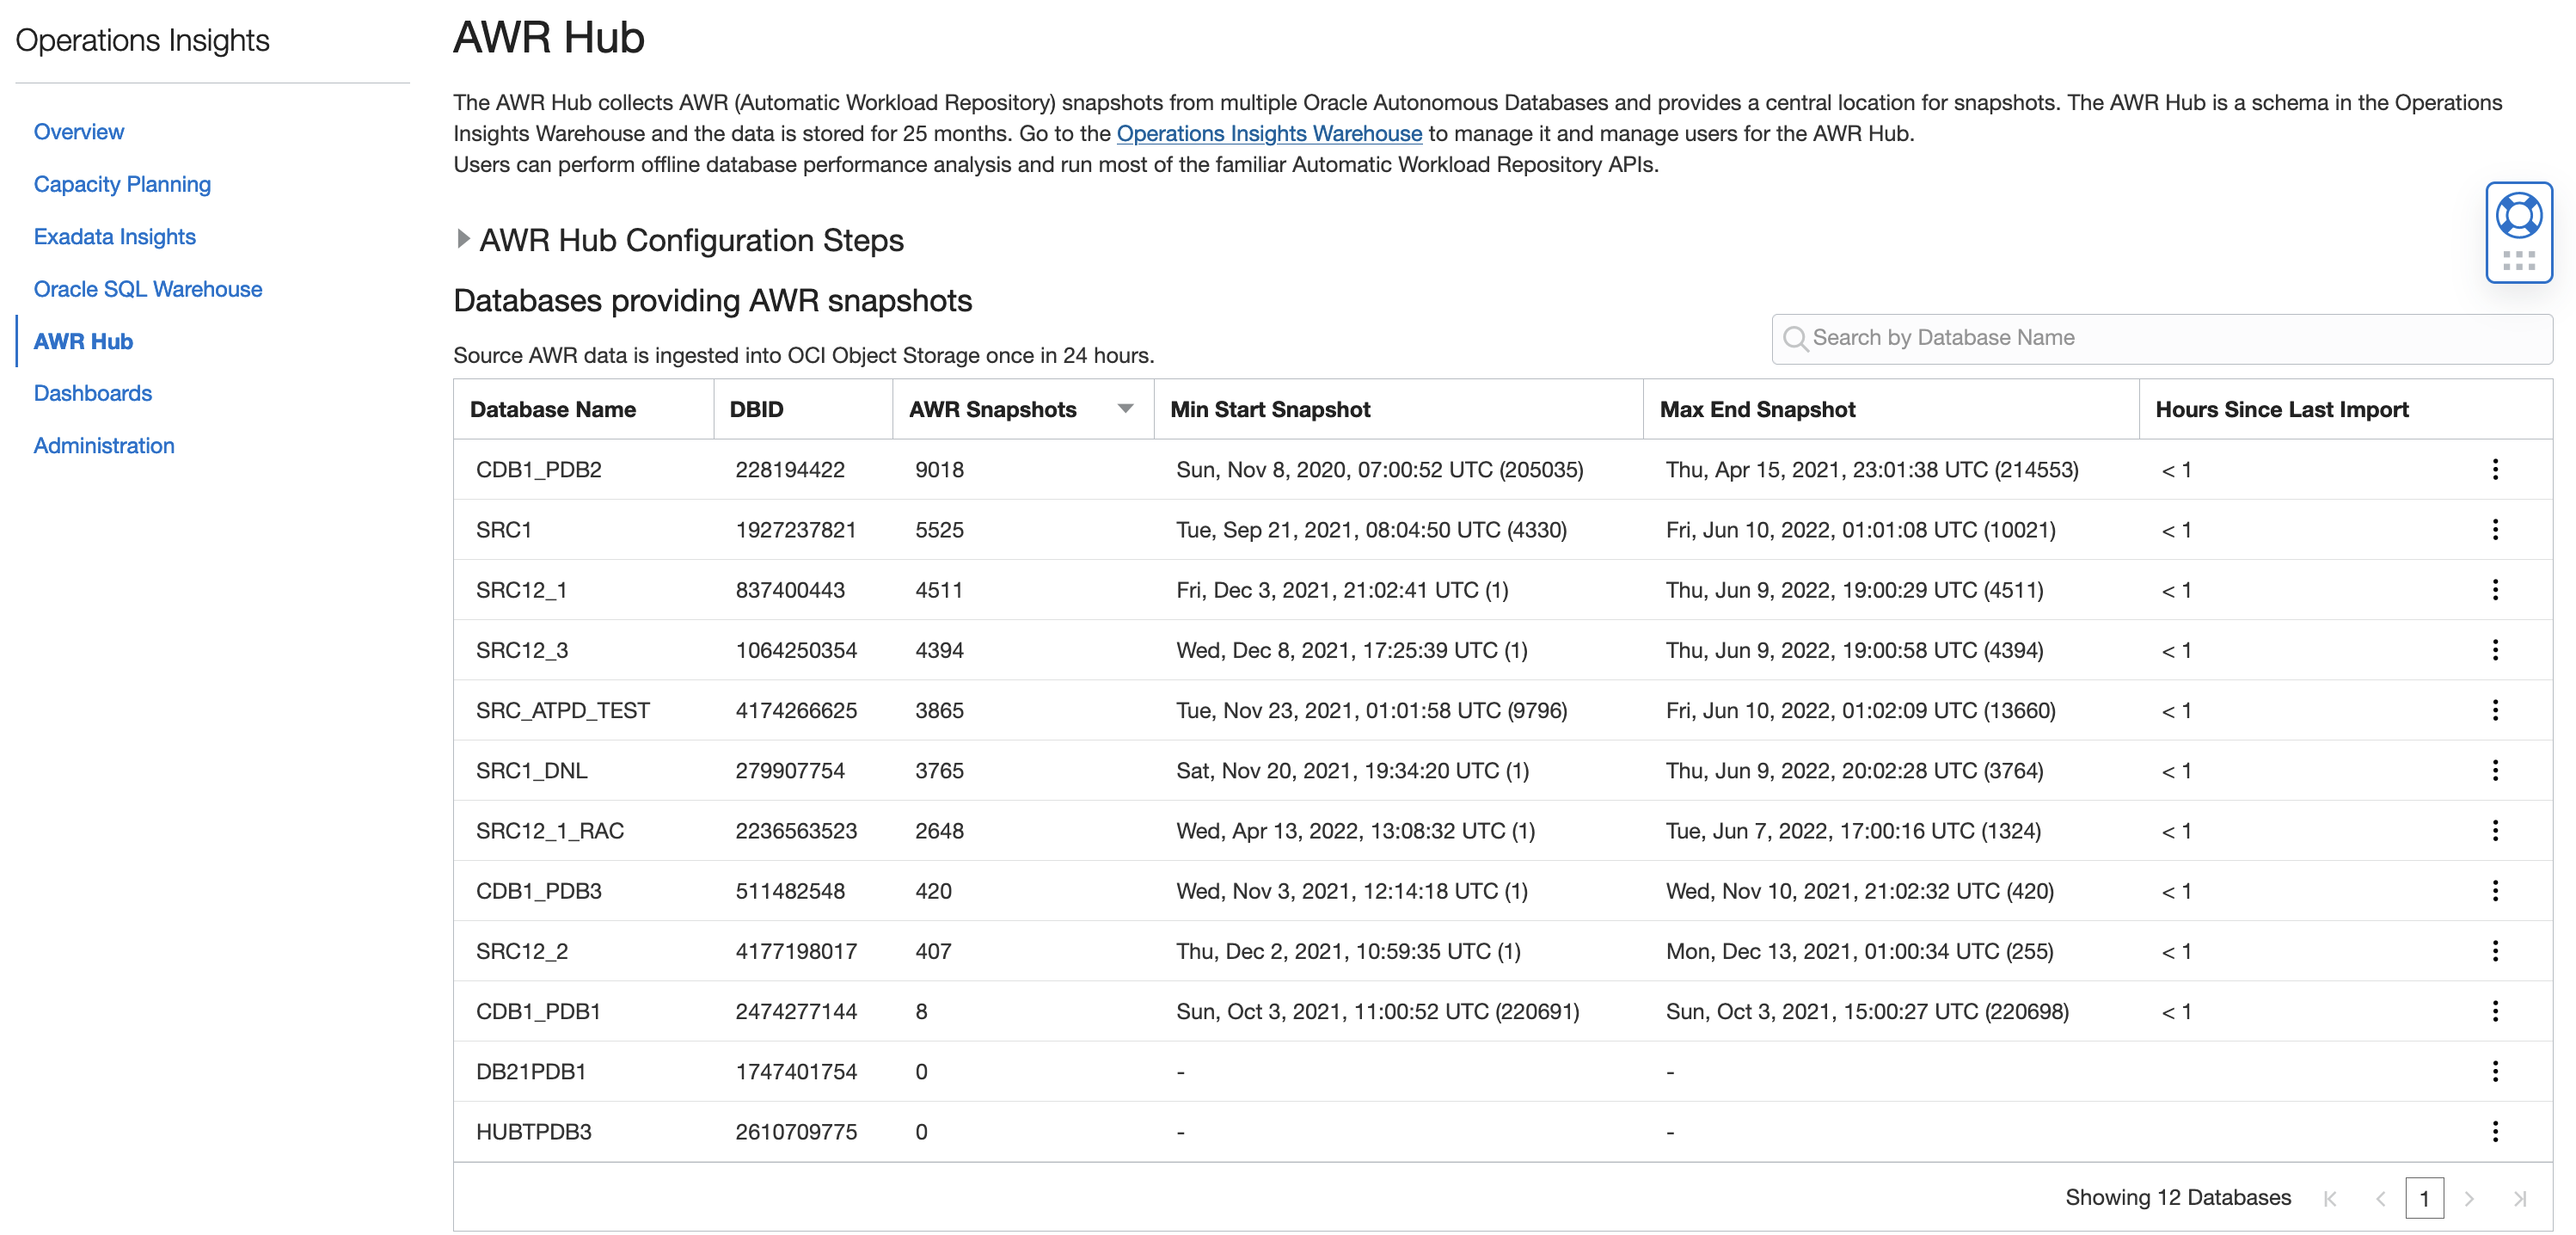 Operations Insights
Overview
Capacity Planning
Exadata Insights
Oracle SQL Warehouse
AWR Hub
Dashboards
Administration
AWR Hub
The AWR Hub collects AWR (Automatic Workload Repository) snapshots from multiple Oracle Autonomous Databases and provides a central location for snapshots. The AWR Hub is a schema in the Operations
Insights Warehouse and the data is stored for 25 months. Go to the Operations Insights Warehouse to manage it and manage users for the AWR Hub.
Users can perform offline database performance analysis and run most of the familiar Automatic Workload Repository APIs.
AWR Hub Configuration Steps
Databases providing AWR snapshots
Source AWR data is ingested into OCI Object Storage once in 24 hours.
Search by Database Name
Database Name DBID AWR Snapshots Min Start Snapshot Max End Snapshot Hours Since Last Import
CDB1_PDB2 228194422 9018 Sun, Nov 8, 2020, 07:00:52 UTC (205035) Thu, Apr 15, 2021, 23:01:38 UTC (214553) < 1
SRC1 1927237821 5525 Tue, Sep 21, 2021, 08:04:50 UTC (4330) Fri, Jun 10, 2022, 01:01:08 UTC (10021) < 1
SRC12_1 837400443 4511 Fri, Dec 3, 2021, 21:02:41 UTC (1) Thu, Jun 9, 2022, 19:00:29 UTC (4511) < 1
SRC12_3 1064250354 4394 Wed, Dec 8, 2021, 17:25:39 UTC (1) Thu, Jun 9, 2022, 19:00:58 UTC (4394) < 1
SRC_ATPD_TEST 4174266625 3865 Tue, Nov 23, 2021, 01:01:58 UTC (9796) Fri, Jun 10, 2022, 01:02:09 UTC (13660) < 1
SRC1_DNL 279907754 3765 Sat, Nov 20, 2021, 19:34:20 UTC (1) Thu, Jun 9, 2022, 20:02:28 UTC (3764) < 1
SRC12_1_RAC 2236563523 2648 Wed, Apr 13, 2022, 13:08:32 UTC (1) Tue, Jun 7, 2022, 17:00:16 UTC (1324) < 1
CDB1_PDB3 511482548 420 Wed, Nov 3, 2021, 12:14:18 UTC (1) Wed, Nov 10, 2021, 21:02:32 UTC (420) < 1
SRC12_2 4177198017 407 Thu, Dec 2, 2021, 10:59:35 UTC (1) Mon, Dec 13, 2021, 01:00:34 UTC (255) < 1
CDB1_PDB1 2474277144 8 Sun, Oct 3, 2021, 11:00:52 UTC (220691) Sun, Oct 3, 2021, 15:00:27 UTC (220698) < 1
DB21PDB1 1747401754 0 - -
HUBTPDB3 2610709775 0 - -
Showing 12 Databases 1